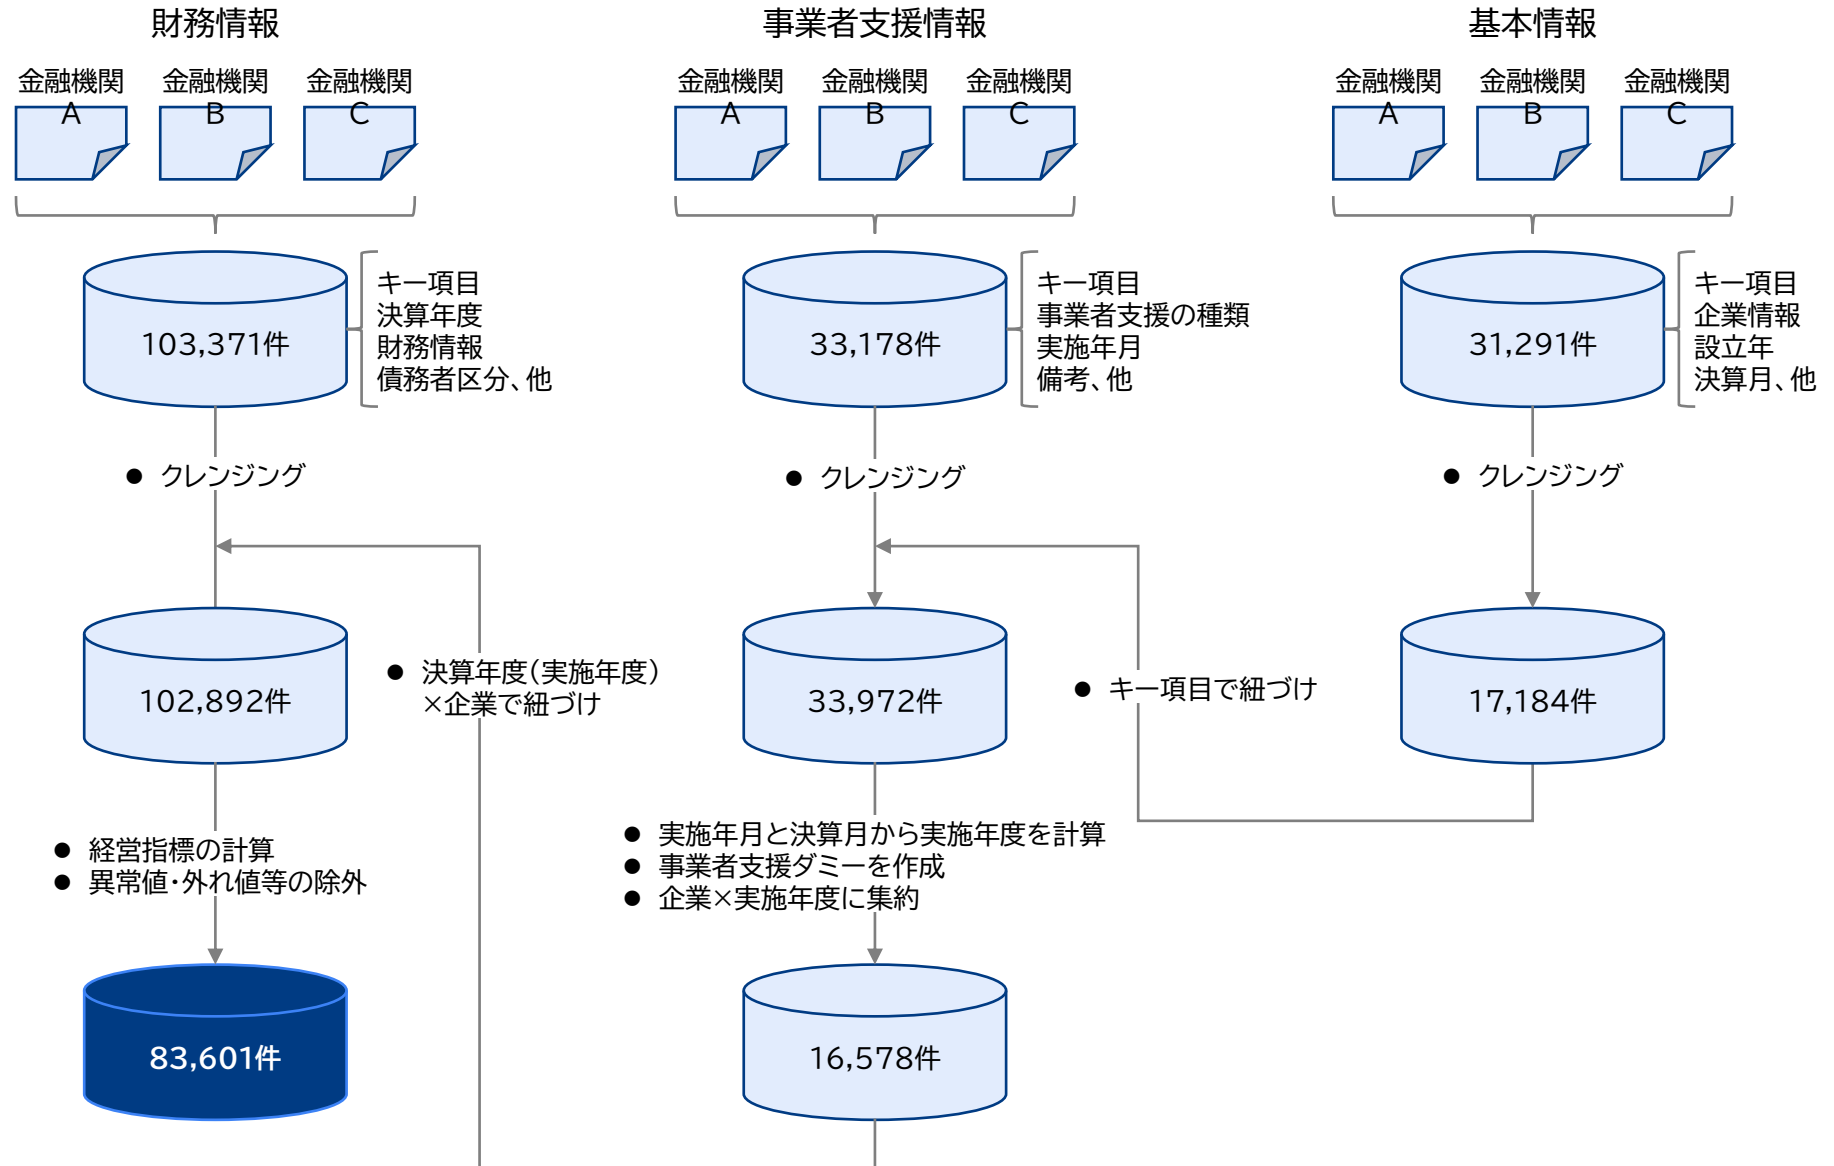 財務情報
事業者支援情報
基本情報
金融機関
A
金融機関
B
金融機関
C
金融機関
A
金融機関
B
金融機関
C
金融機関
A
金融機関
B
金融機関
C
103,371件
キー項目
決算年度
財務情報
債務者区分、他
33,178件
キー項目
事業者支援の種類
実施年月
備考、他
31,291件
キー項目
企業情報
設立年
決算月、他
● クレンジング
● クレンジング
● クレンジング
102,892件
● 決算年度(実施年度)
×企業で紐づけ
33,972件
● キー項目で紐づけ
17,184件
● 経営指標の計算
● 異常値・外れ値等の除外
● 実施年月と決算月から実施年度を計算
● 事業者支援ダミーを作成
● 企業×実施年度に集約
83,601件
16,578件